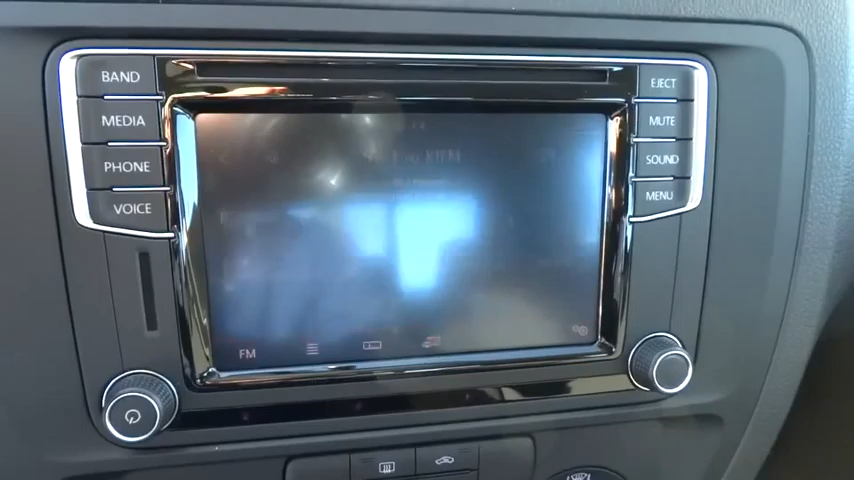 BAND
EJECT
MEDIA
MUTE
PHONE
SOUND
VOICE
MENU
FM